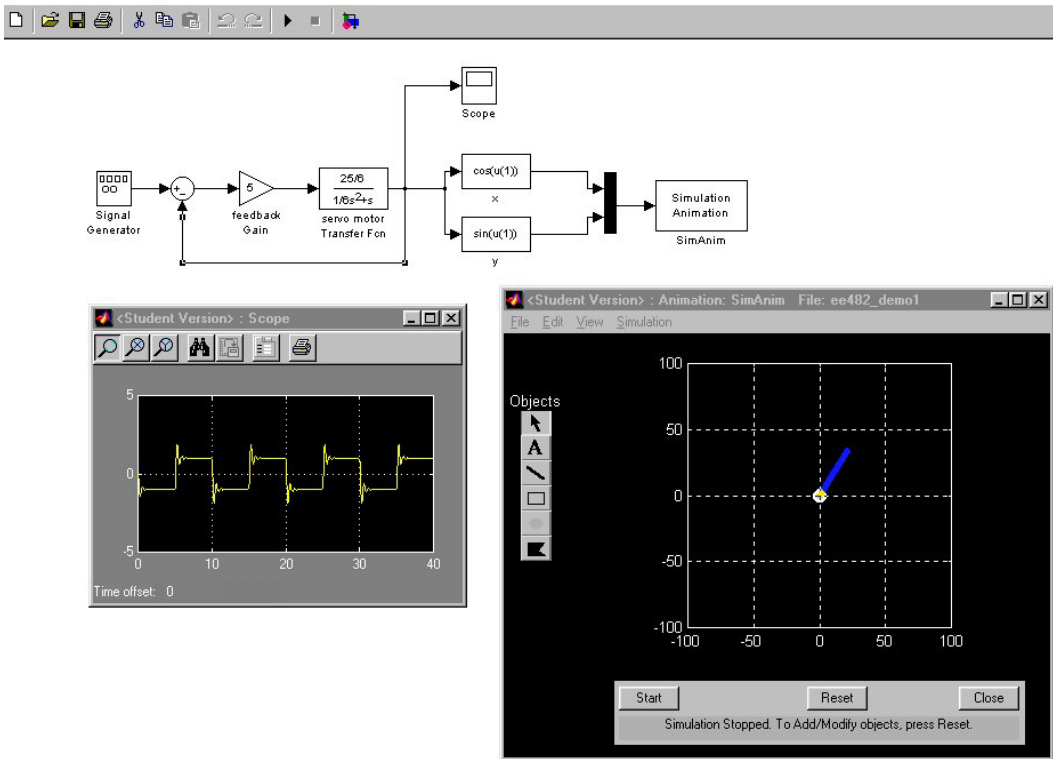 Scope
Signal
Generator
+
-
5
feedback
Gain
25/6
1/6s2+s
servo motor
Transfer Fcn
cos(u(1))
x
sin(u(1))
y
Simulation
Animation
SimAnim
<Student Version> : Scope
5
0
-5
0 10 20 30 40
Time offset: 0
<Student Version> : Animation: SimAnim File: ee482_demo1
File Edit View Simulation
Objects
A
100
50
0
-50
-100
-100 -50 0 50 100
Start Reset Close
Simulation Stopped. To Add/Modify objects, press Reset.